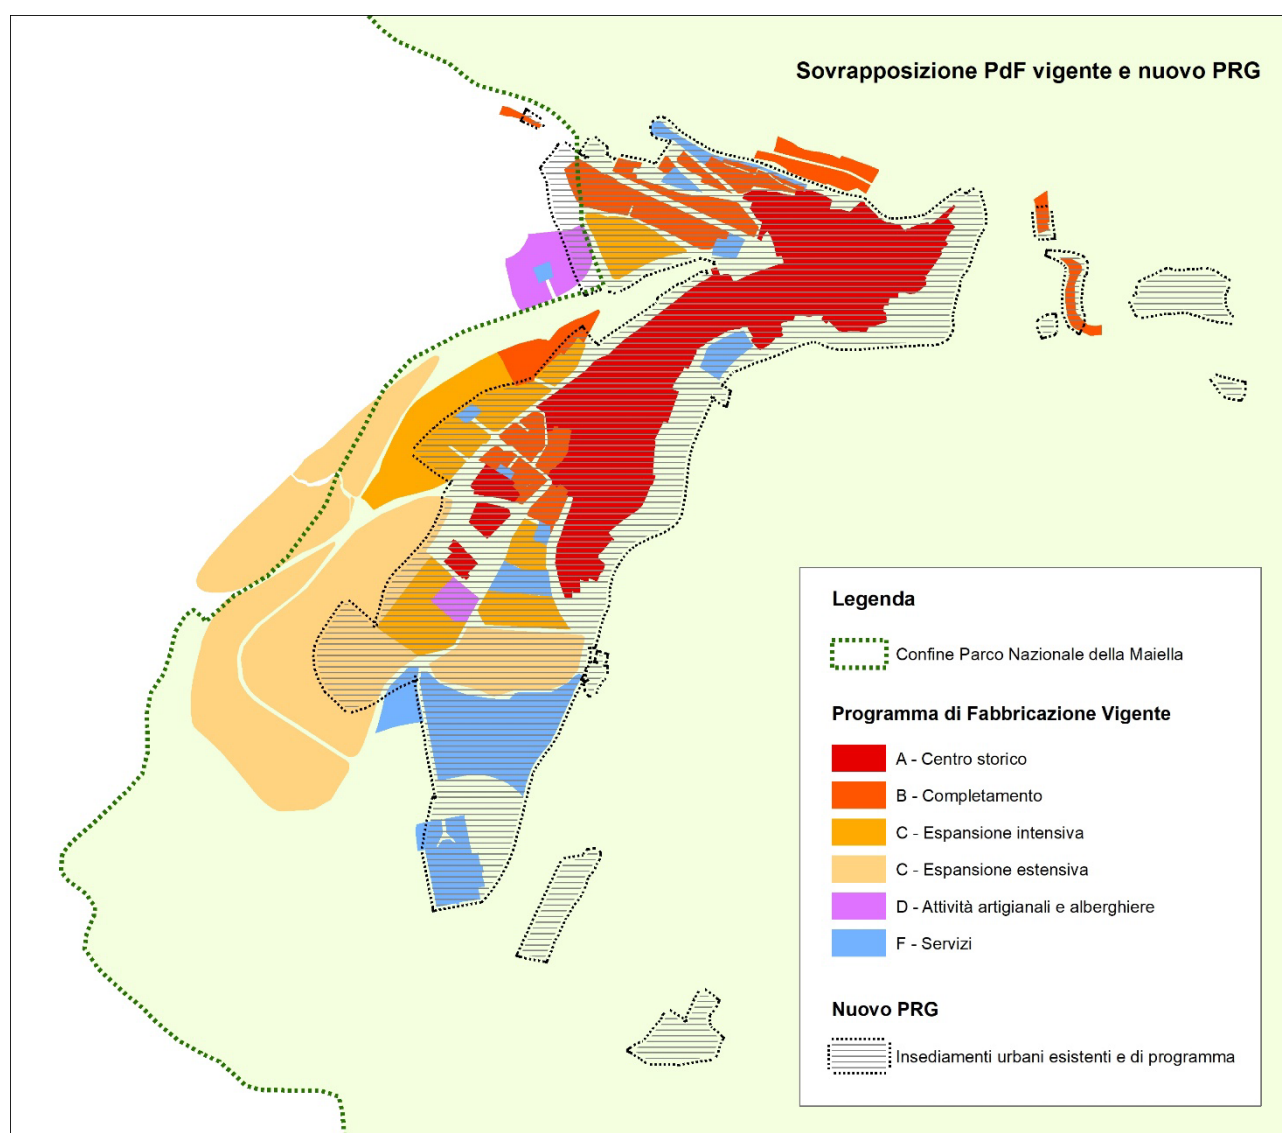 Sovrapposizione PdF vigente e nuovo PRG
Legenda
Confine Parco Nazionale della Maiella
Programma di Fabbricazione Vigente
A - Centro storico
B - Completamento
C - Espansione intensiva
C - Espansione estensiva
D - Attività artigianali e alberghiere
F - Servizi
Nuovo PRG
Insediamenti urbani esistenti e di programma